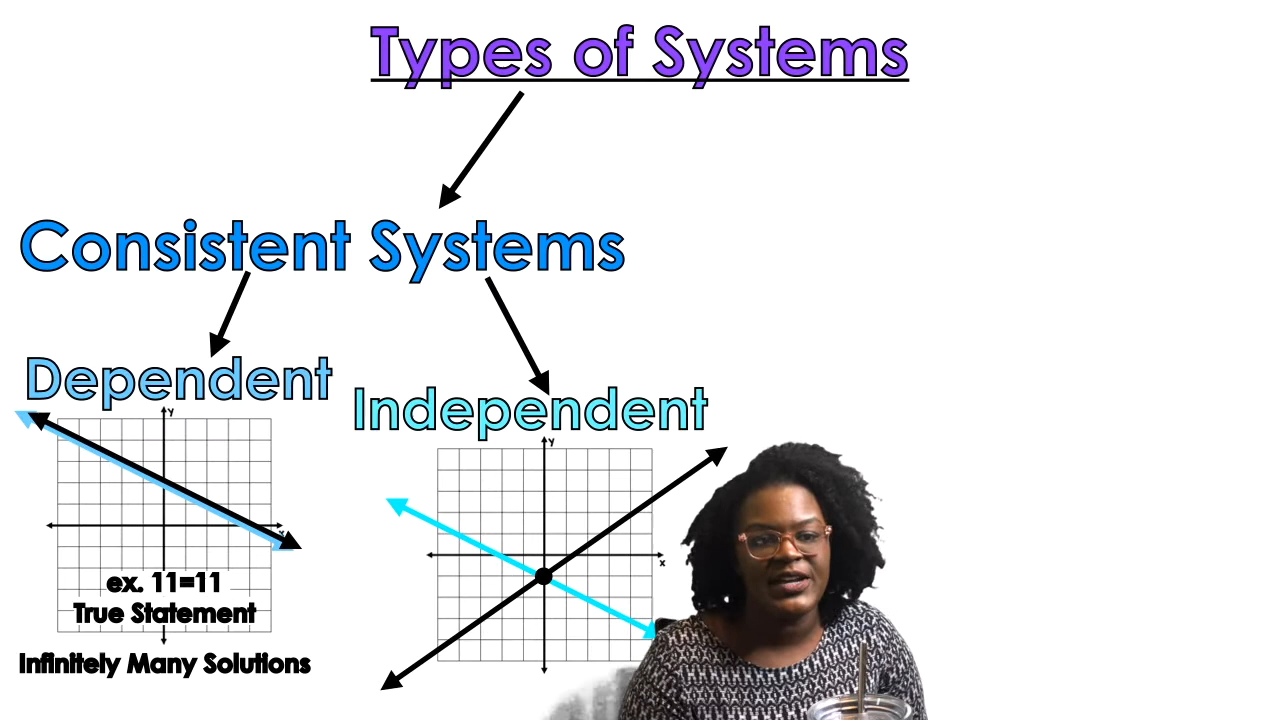 Types of Systems
Consistent Systems
Dependent
Independent
y
y
x
ex. 11=11
True Statement
Infinitely Many Solutions